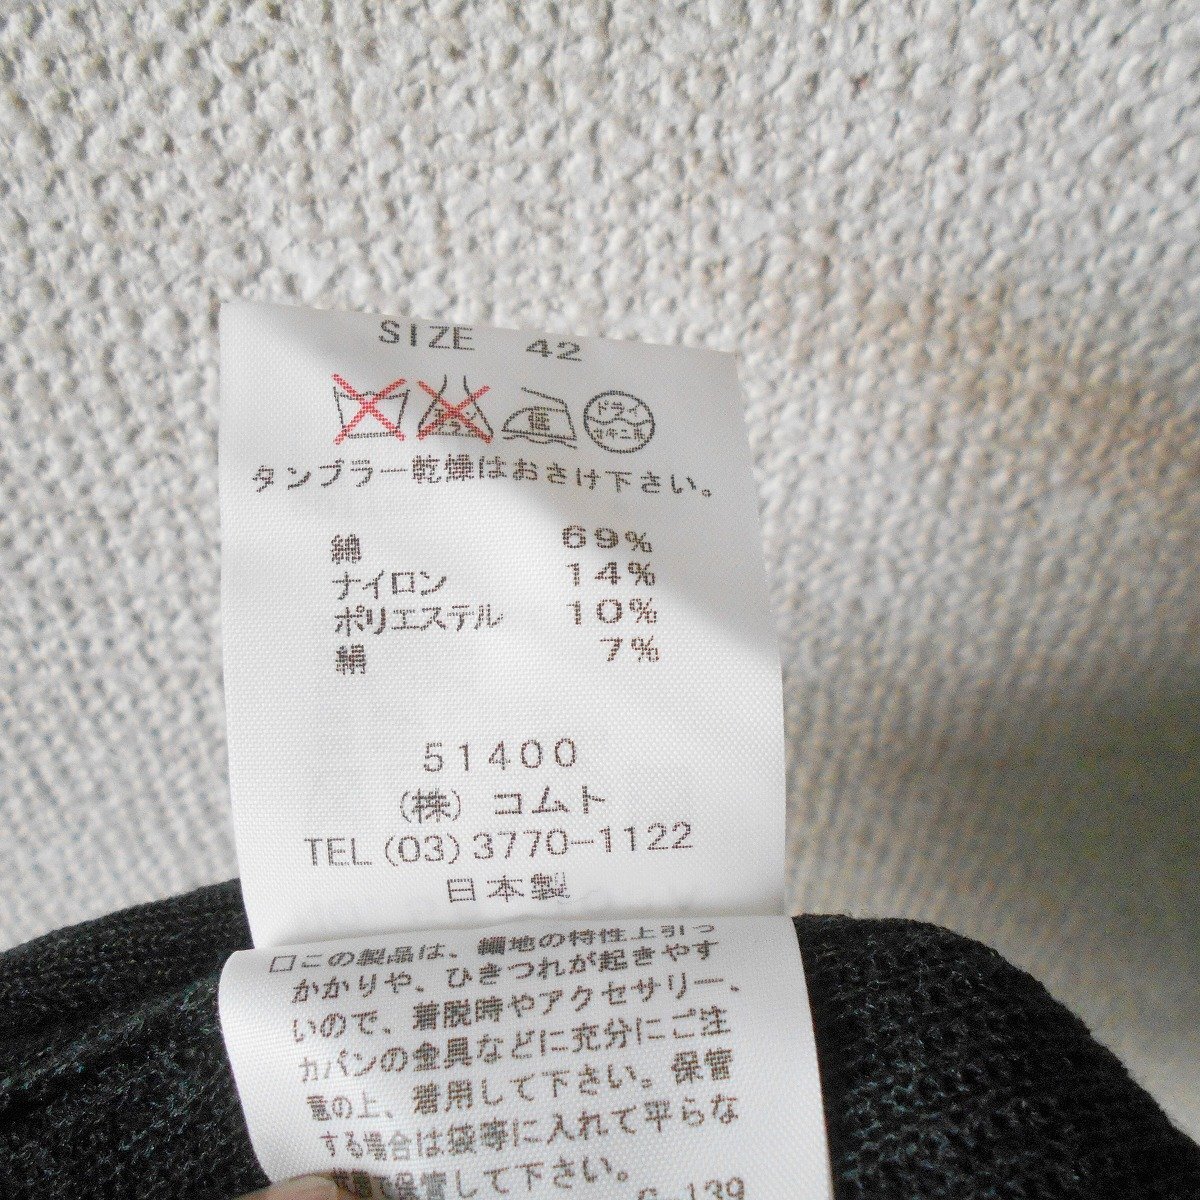 SIZE 42
ドライ
タンブラー乾燥はおさけ下さい。
綿 69%
ナイロン 14%
ポリエステル 10%
絹 7%
51400
(株) コムト
TEL (03) 3770-1122
日本製
□この製品は、編地の特性上引っ
かかりや、ひきつれが起きやす
いので、着脱時やアクセサリー、
カバンの金具などに充分にご注
意の上、着用して下さい。保管
する場合は袋等に入れて平らな
保管して下さい。
139